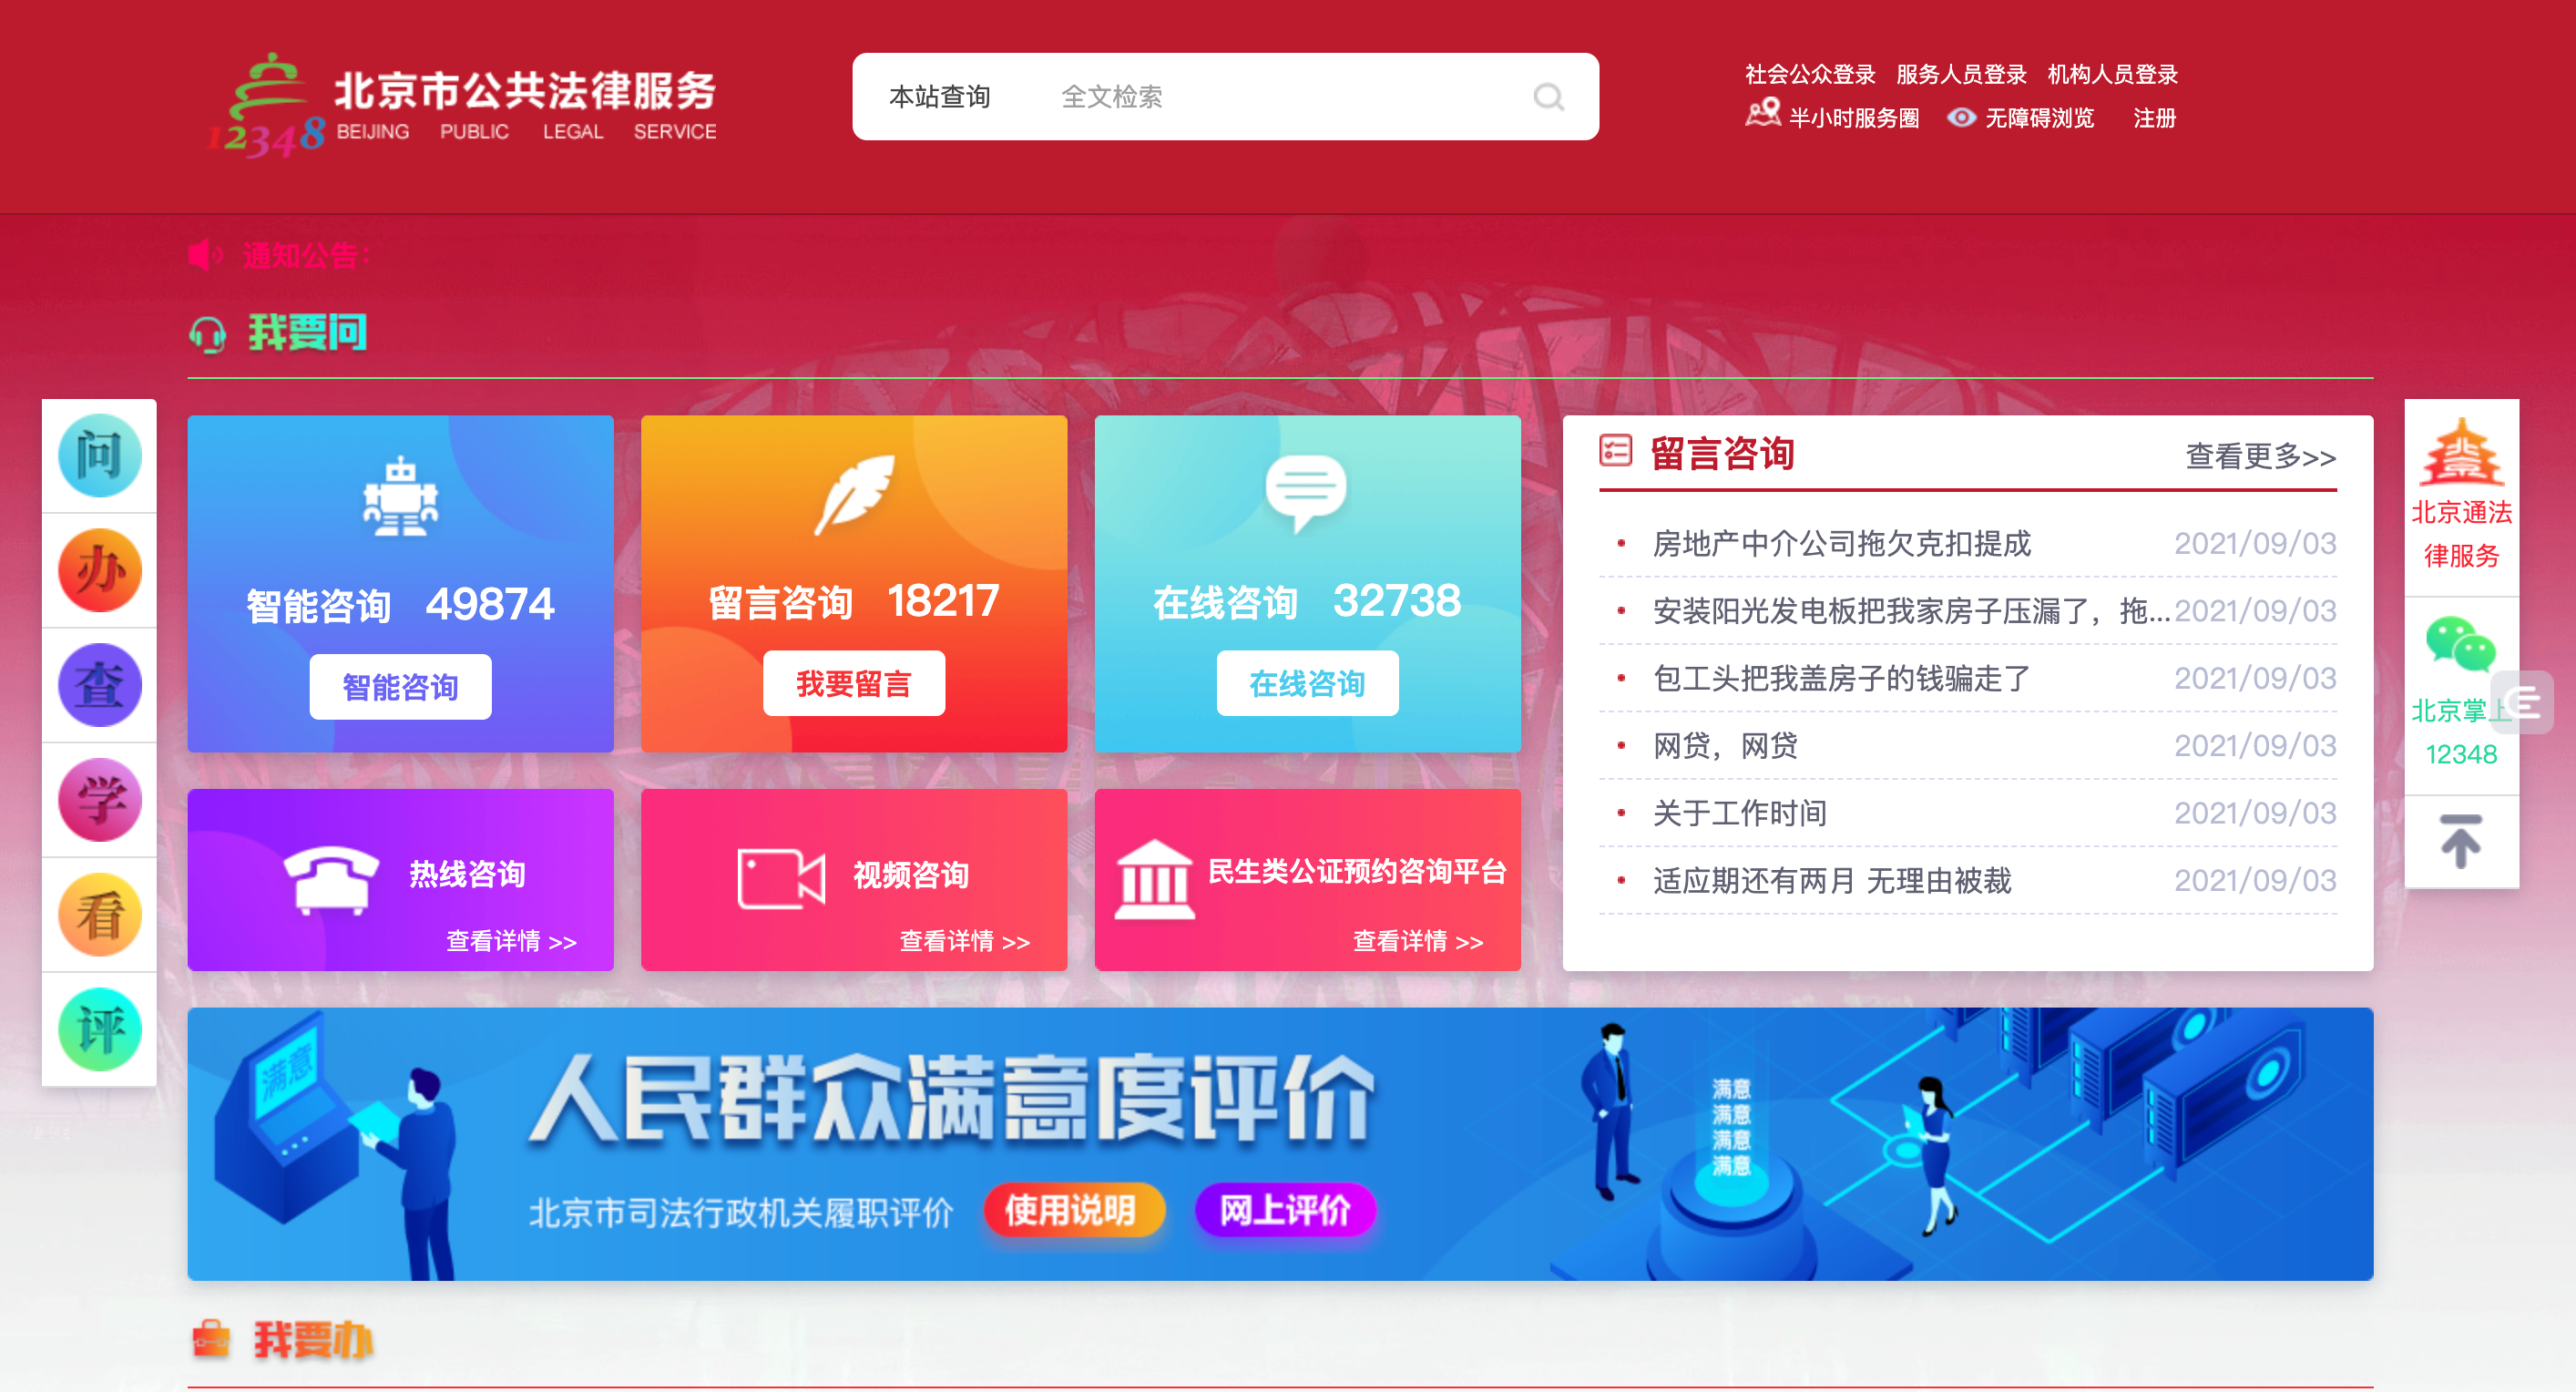 北京市公共法律服务
12348 BEIJING PUBLIC LEGAL SERVICE
本站查询 全文检索
社会公众登录 服务人员登录 机构人员登录
半小时服务圈 无障碍浏览 注册
通知公告：
我要问
问
办
查
学
看
评
智能咨询 49874
智能咨询
留言咨询 18217
我要留言
在线咨询 32738
在线咨询
热线咨询
查看详情 >>
视频咨询
查看详情 >>
民生类公证预约咨询平台
查看详情 >>
留言咨询 查看更多>>
房地产中介公司拖欠克扣提成 2021/09/03
安装阳光发电板把我家房子压漏了，拖... 2021/09/03
包工头把我盖房子的钱骗走了 2021/09/03
网贷，网贷 2021/09/03
关于工作时间 2021/09/03
适应期还有两月 无理由被裁 2021/09/03
北京通法
律服务
北京掌上
12348
满意
人民群众满意度评价
北京市司法行政机关履职评价 使用说明 网上评价
满意
满意
满意
满意
我要办